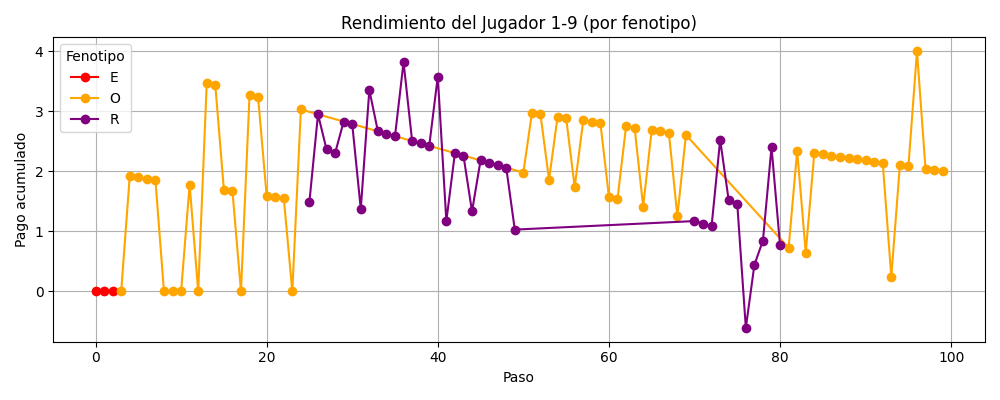 Rendimiento del Jugador 1-9 (por fenotipo)
Pago acumulado
4
3
2
1
0
Fenotipo
E
O
R
0 20 40 60 80 100
Paso